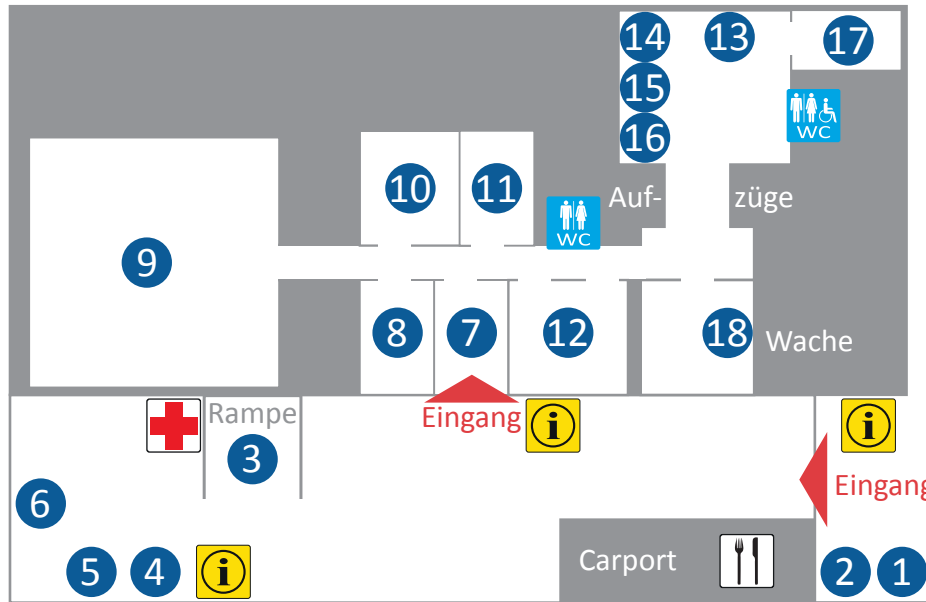 14 13 17
15
16
WC
10 11
Auf- züge
WC
9
8 7 12 18
Wache
Rampe
Eingang i i
3
6
Eingang
5 4 i
Carport
2 1